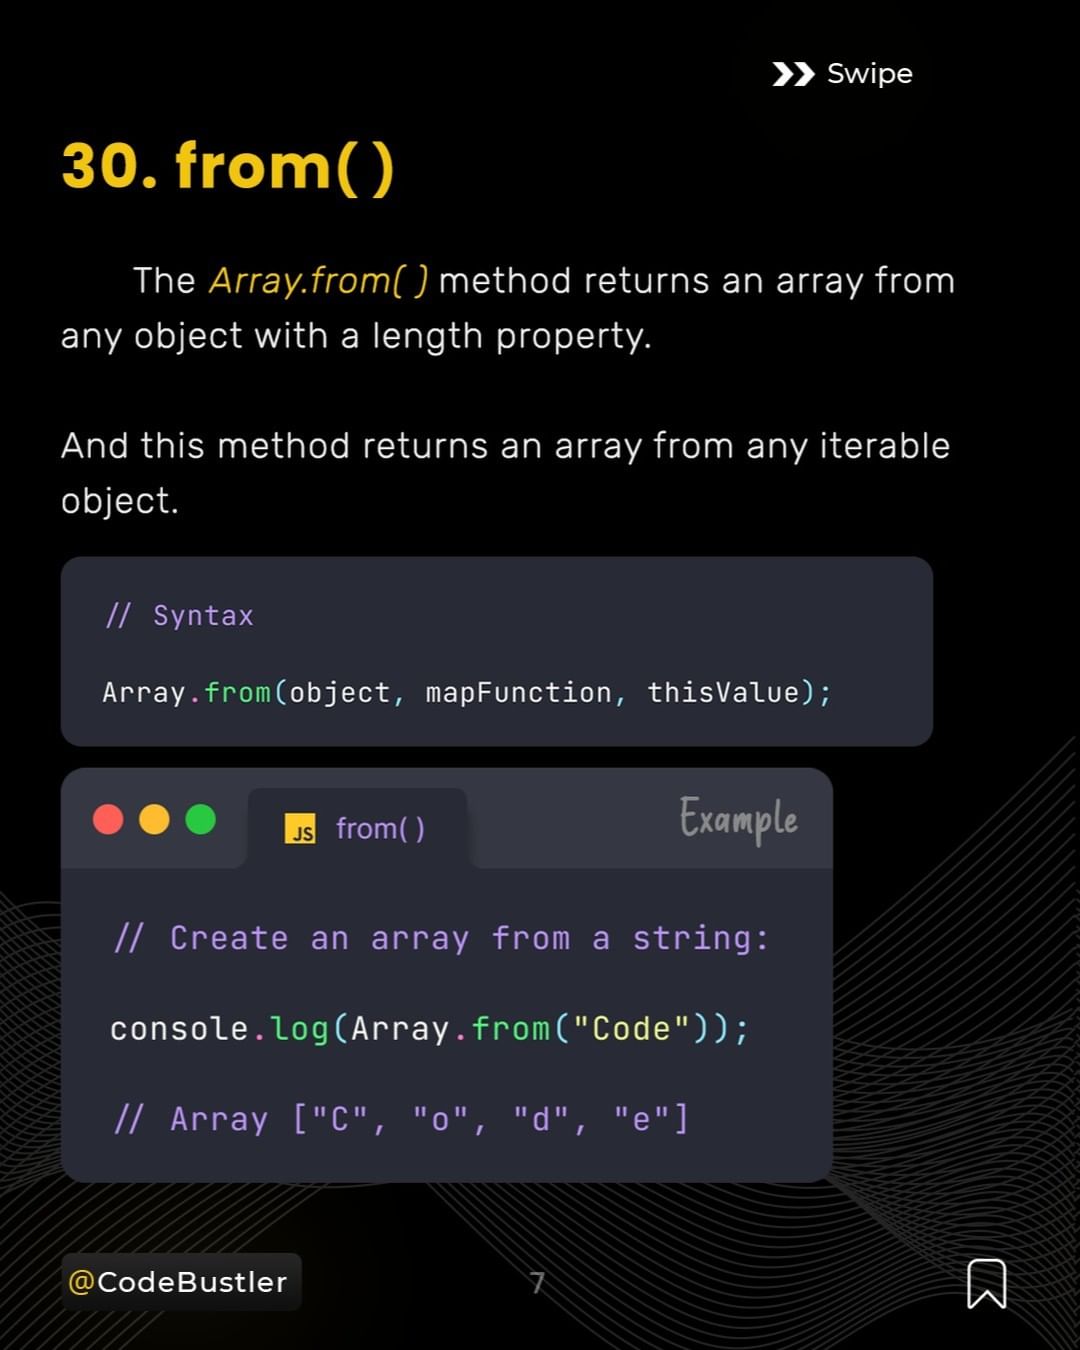 Swipe
30. from( )
The Array.from( ) method returns an array from
any object with a length property.
And this method returns an array from any iterable
object.
// Syntax
Array.from(object, mapFunction, thisValue);
JS from( )
Example
// Create an array from a string:
console.log(Array.from("Code"));
// Array ["C", "o", "d", "e"]
@CodeBustler
7